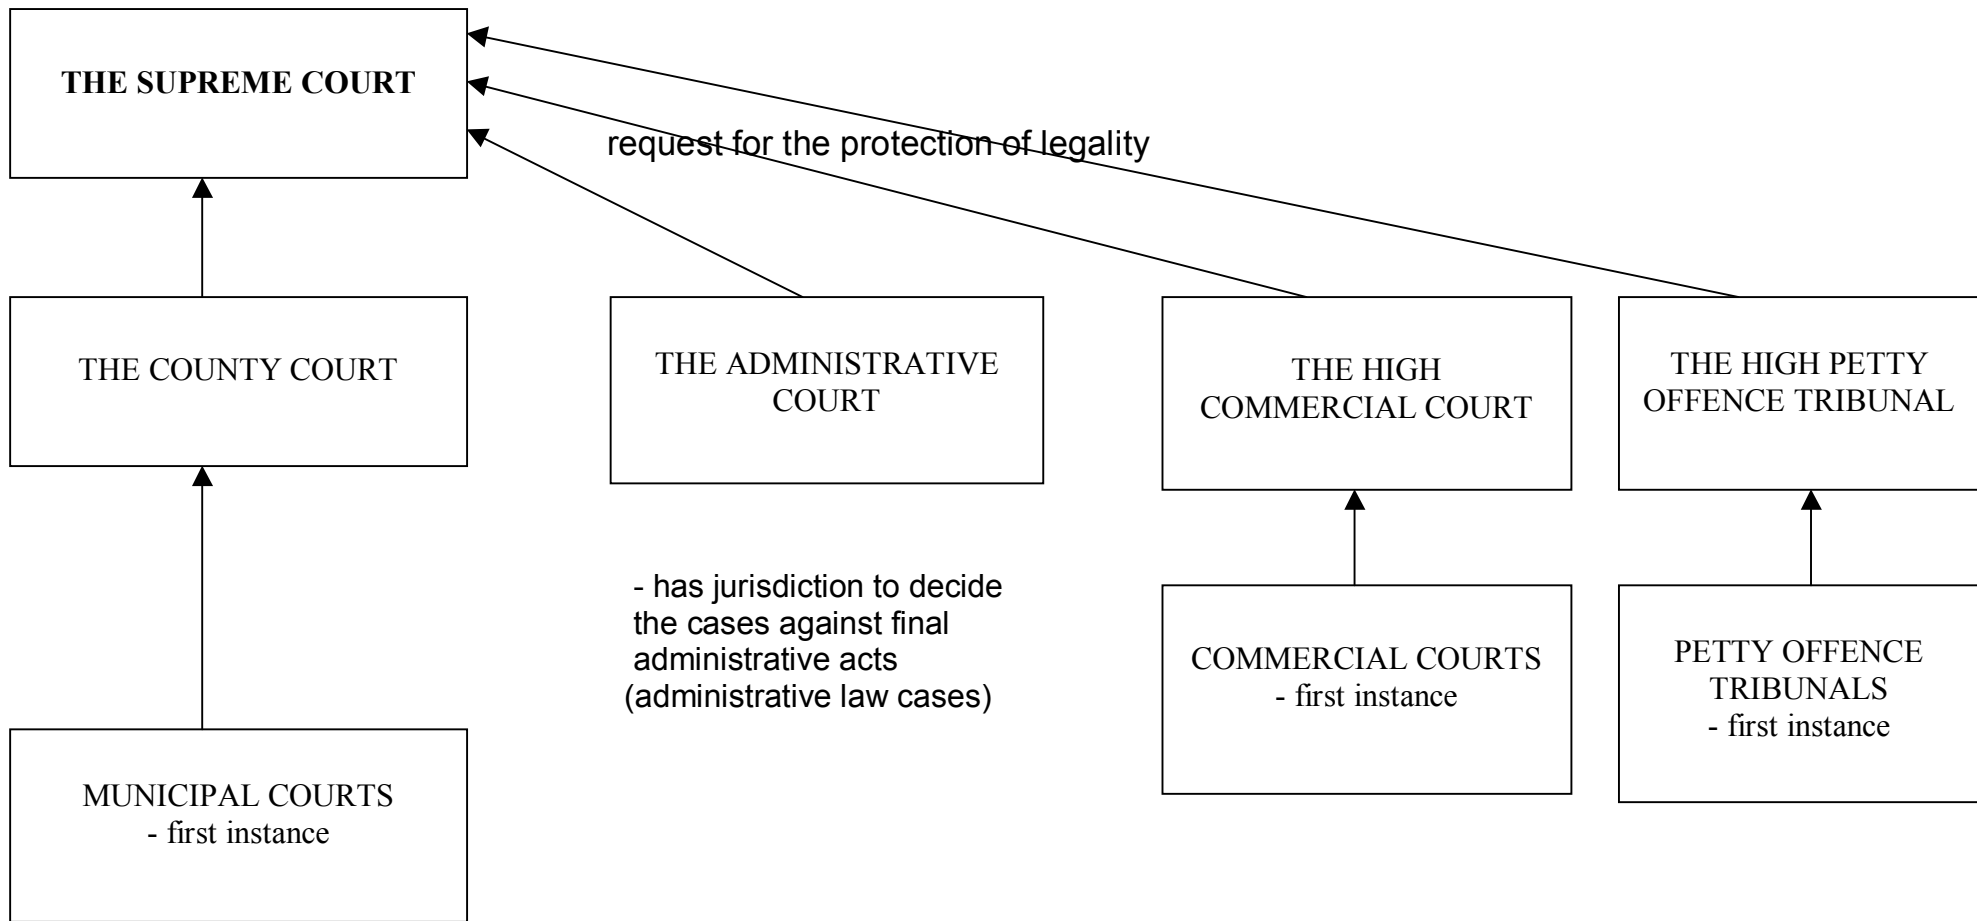 THE SUPREME COURT
request for the protection of legality
THE COUNTY COURT
THE ADMINISTRATIVE
COURT
THE HIGH
COMMERCIAL COURT
THE HIGH PETTY
OFFENCE TRIBUNAL
- has jurisdiction to decide
the cases against final
administrative acts
(administrative law cases)
COMMERCIAL COURTS
- first instance
PETTY OFFENCE
TRIBUNALS
- first instance
MUNICIPAL COURTS
- first instance